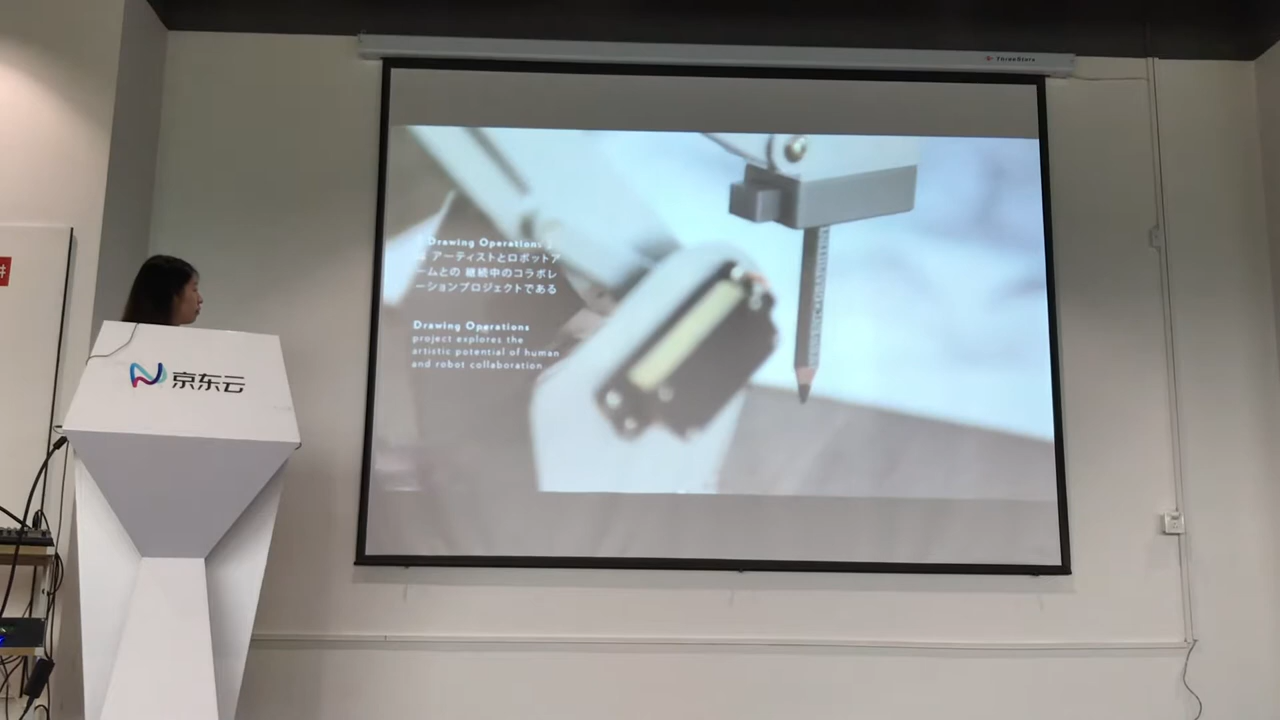 ThreeStars
Drawing Operations
は アーティストとロボットア
ームとの 継続中のコラボレ
ーションプロジェクトである
Drawing Operations
project explores the
artistic potential of human
and robot collaboration
京东云